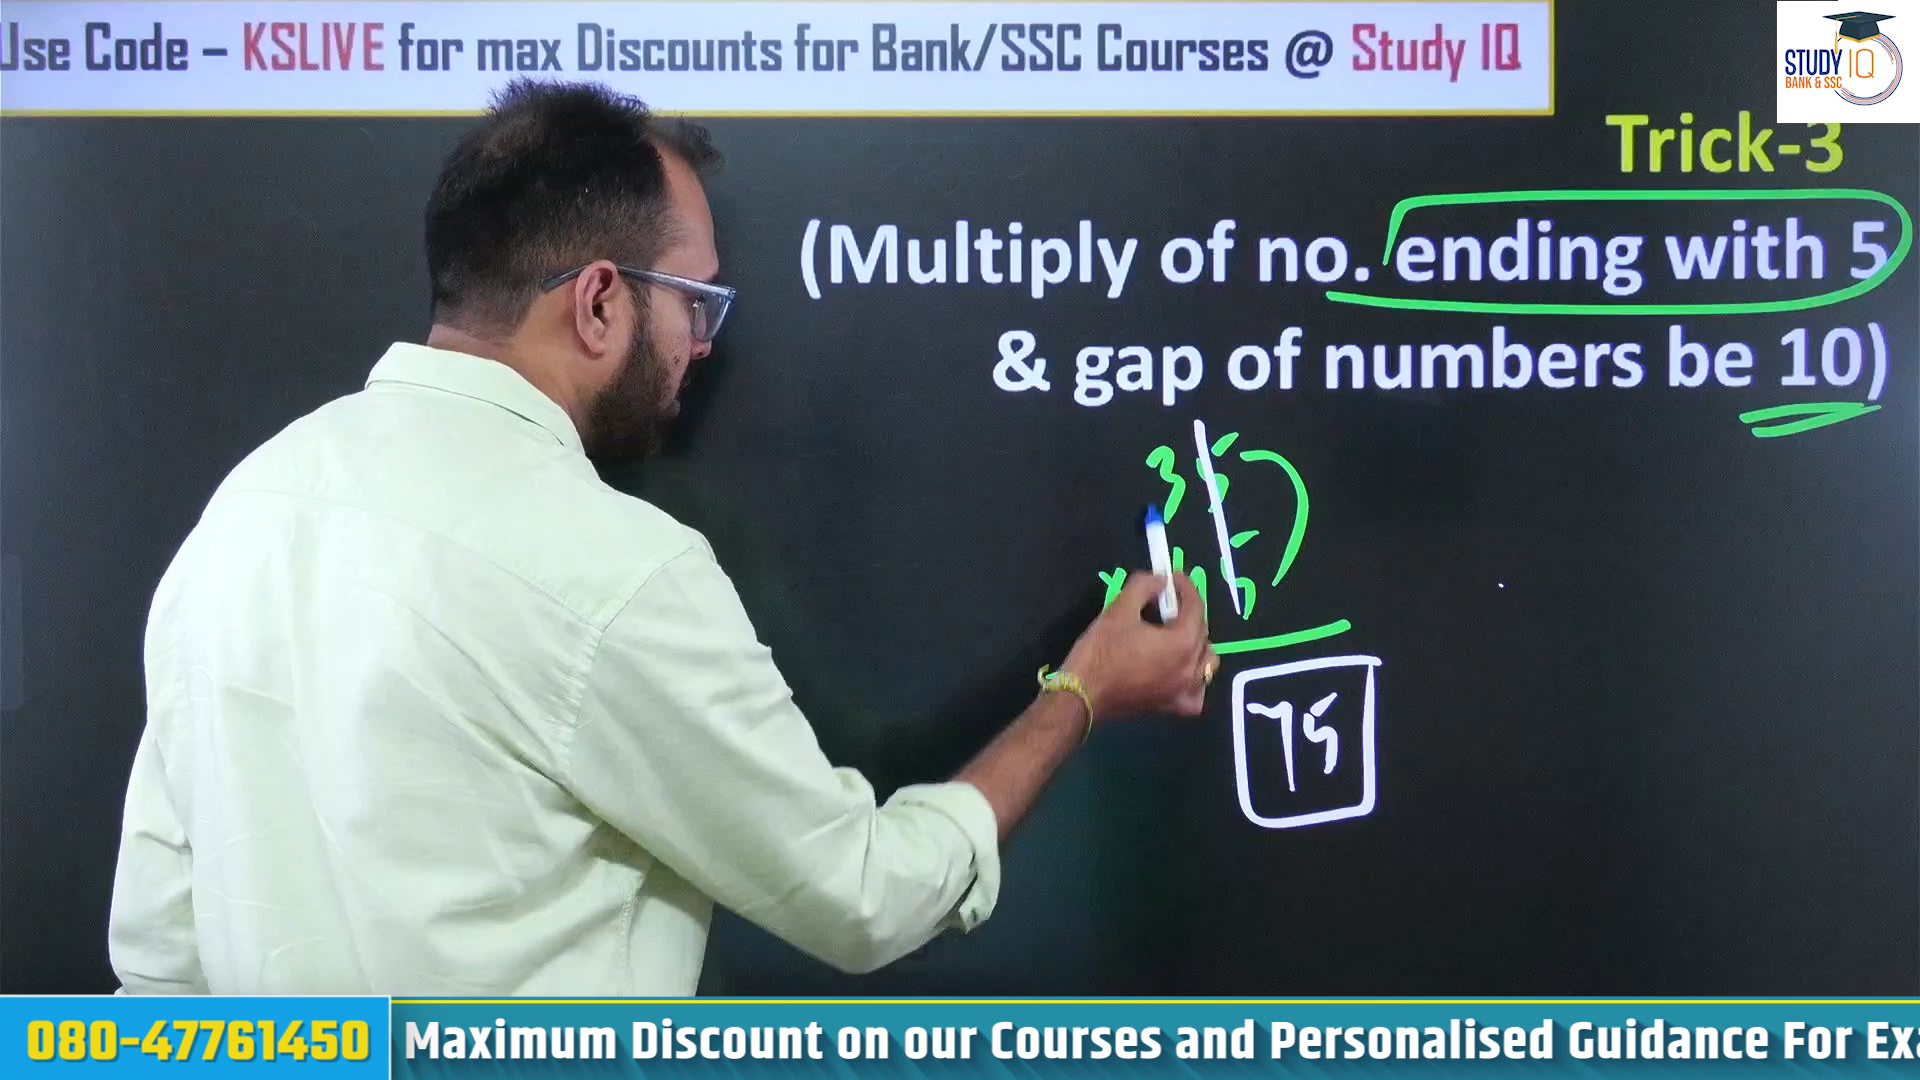 Use Code – KSLIVE for max Discounts for Bank/SSC Courses @ Study IQ
STUDY IQ
BANK & SSC
Trick-3
(Multiply of no. ending with 5
& gap of numbers be 10)
35
x 45
75
080-47761450
Maximum Discount on our Courses and Personalised Guidance For Exa